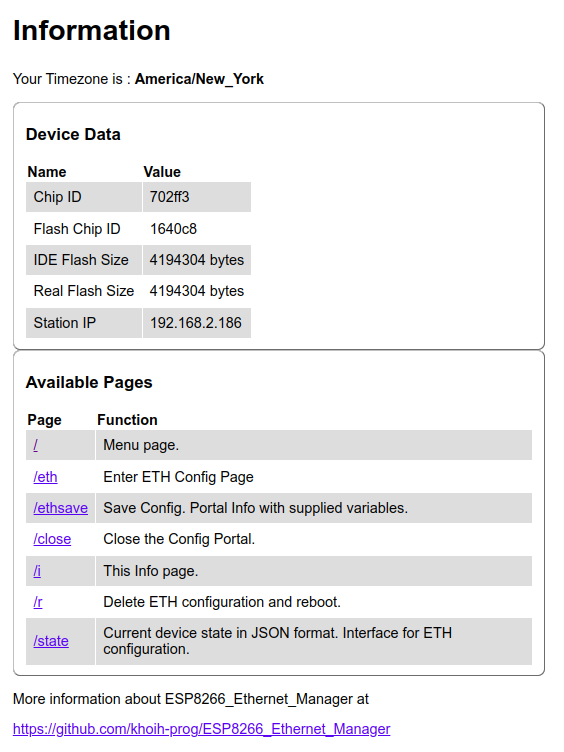 Information
Your Timezone is : America/New_York
Device Data
Name Value
Chip ID 702ff3
Flash Chip ID 1640c8
IDE Flash Size 4194304 bytes
Real Flash Size 4194304 bytes
Station IP 192.168.2.186
Available Pages
Page Function
/ Menu page.
/eth Enter ETH Config Page
/ethsave Save Config. Portal Info with supplied variables.
/close Close the Config Portal.
/i This Info page.
/r Delete ETH configuration and reboot.
/state Current device state in JSON format. Interface for ETH
configuration.
More information about ESP8266_Ethernet_Manager at
https://github.com/khoih-prog/ESP8266_Ethernet_Manager